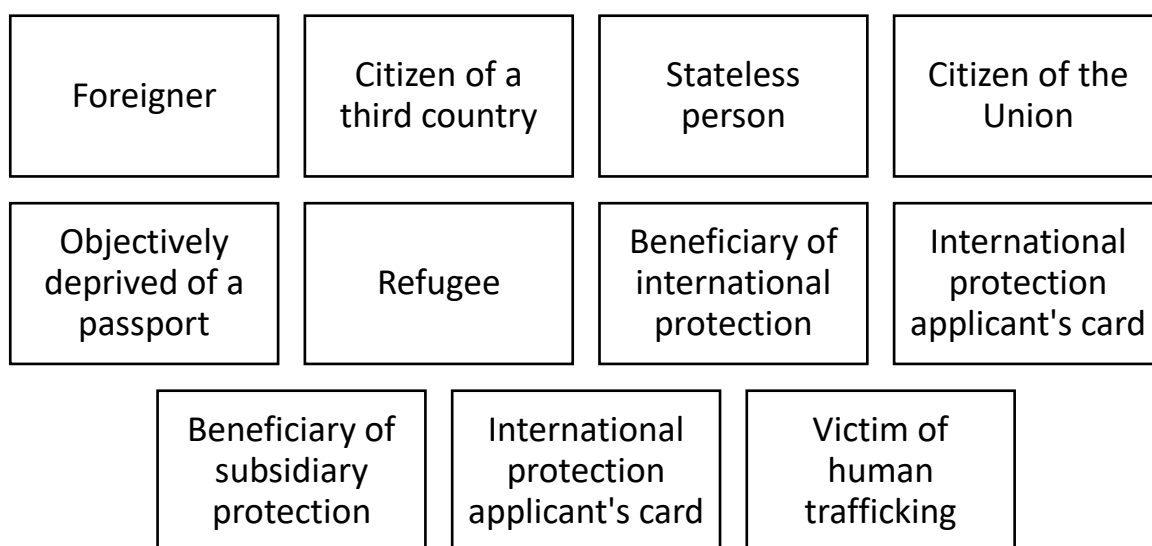 Foreigner
Citizen of a
third country
Stateless
person
Citizen of the
Union
Objectively
deprived of a
passport
Refugee
Beneficiary of
international
protection
International
protection
applicant's card
Beneficiary of
subsidiary
protection
International
protection
applicant's card
Victim of
human
trafficking